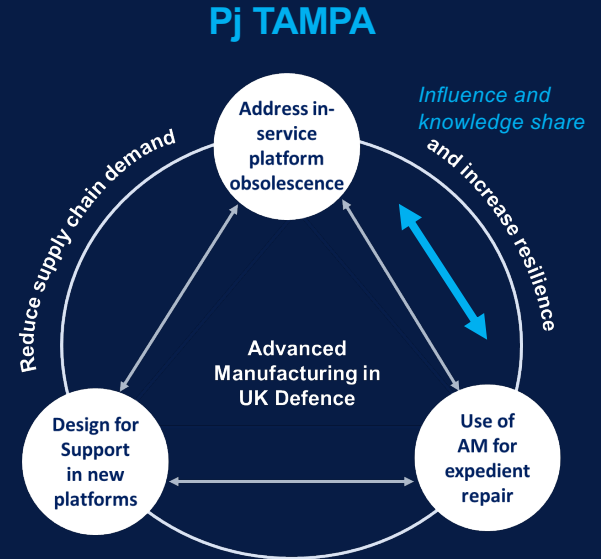 Pj TAMPA
Address in-
service
platform
obsolescence
Influence and
knowledge share
Reduce supply chain demand
and increase resilience
Advanced
Manufacturing in
UK Defence
Design for
Support
in new
platforms
Use of
AM for
expedient
repair